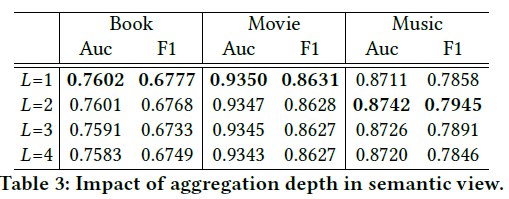 Book Movie Music
Auc F1 Auc F1 Auc F1
L=1 0.7602 0.6777 0.9350 0.8631 0.8711 0.7858
L=2 0.7601 0.6768 0.9347 0.8628 0.8742 0.7945
L=3 0.7591 0.6733 0.9345 0.8627 0.8726 0.7891
L=4 0.7583 0.6749 0.9343 0.8627 0.8720 0.7846
Table 3: Impact of aggregation depth in semantic view.